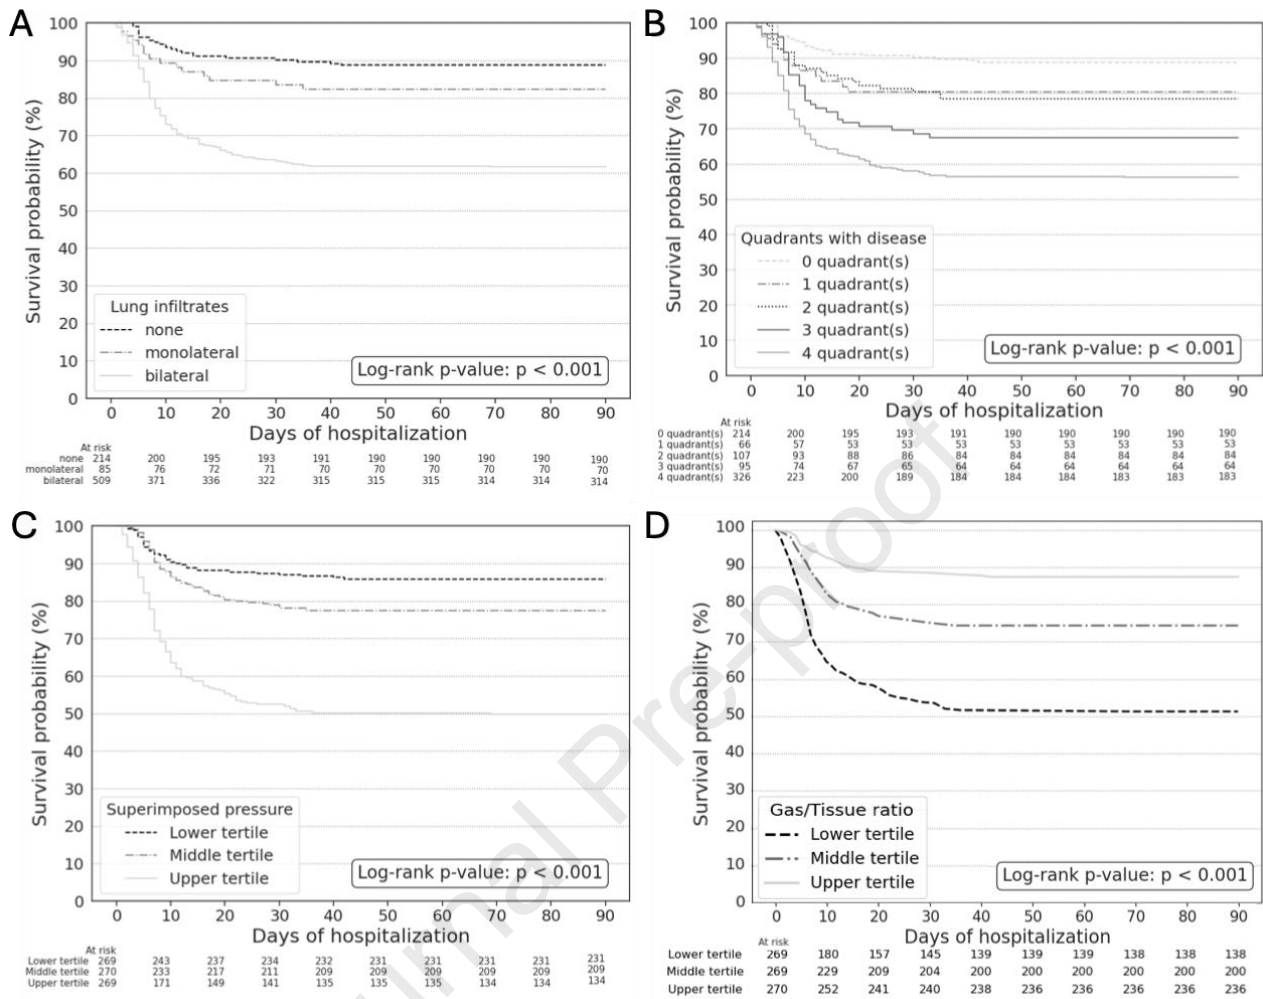 A
100
90
80
70
60
50
40
30
20
10
0
Survival probability (%)
Lung infiltrates
none
monolateral
bilateral
Log-rank p-value: p < 0.001
0 10 20 30 40 50 60 70 80 90
Days of hospitalization
At risk
none 214 200 195 193 191 190 190 190 190 190
monolateral 85 76 72 71 70 70 70 70 70 70
bilateral 509 371 336 322 315 315 315 314 314 314
B
100
90
80
70
60
50
40
30
20
10
0
Survival probability (%)
Quadrants with disease
0 quadrant(s)
1 quadrant(s)
2 quadrant(s)
3 quadrant(s)
4 quadrant(s)
Log-rank p-value: p < 0.001
0 10 20 30 40 50 60 70 80 90
Days of hospitalization
At risk
0 quadrant(s) 214 200 195 193 191 190 190 190 190 190
1 quadrant(s) 66 57 53 53 53 53 53 53 53 53
2 quadrant(s) 107 93 88 86 84 84 84 84 84 84
3 quadrant(s) 95 74 67 65 64 64 64 64 64 64
4 quadrant(s) 326 223 200 189 184 184 184 183 183 183
C
100
90
80
70
60
50
40
30
20
10
0
Survival probability (%)
Superimposed pressure
Lower tertile
Middle tertile
Upper tertile
Log-rank p-value: p < 0.001
0 10 20 30 40 50 60 70 80 90
Days of hospitalization
At risk
Lower tertile 269 243 237 234 232 231 231 231 231 231
Middle tertile 270 233 217 211 209 209 209 209 209 209
Upper tertile 269 171 149 141 135 135 135 134 134 134
D
100
90
80
70
60
50
40
30
20
10
0
Survival probability (%)
Gas/Tissue ratio
Lower tertile
Middle tertile
Upper tertile
Log-rank p-value: p < 0.001
0 10 20 30 40 50 60 70 80 90
Days of hospitalization
At risk
Lower tertile 269 180 157 145 139 139 139 138 138 138
Middle tertile 269 229 209 204 200 200 200 200 200 200
Upper tertile 270 252 241 240 238 236 236 236 236 236
rnal Pre-proof